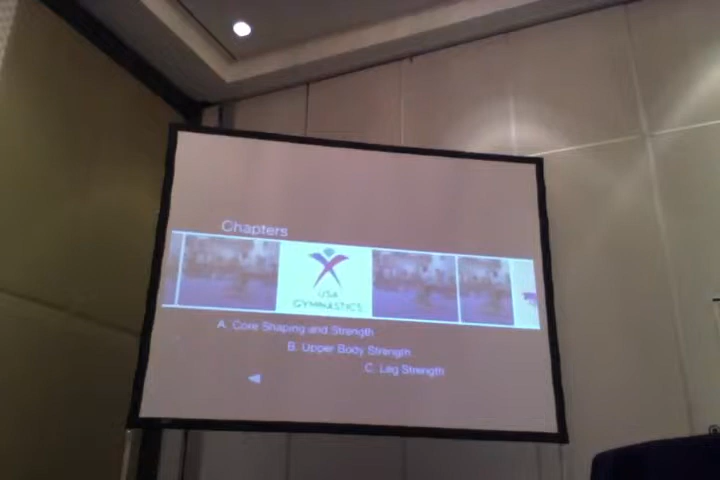 Chapters
USA
GYMNASTICS
A. Core Shaping and Strength
B. Upper Body Strength
C. Leg Strength